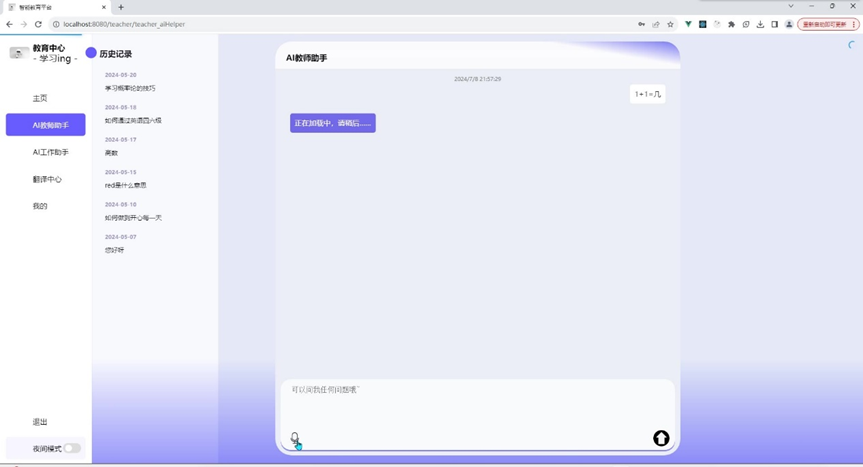 智能教育平台
localhost:8080/teacher/teacher_aiHelper
重新启动即可更新
教育中心
- 学习ing -
主页
AI教师助手
AI工作助手
翻译中心
我的
退出
夜间模式
历史记录
2024-05-20
学习概率论的技巧
2024-05-18
如何通过英语四六级
2024-05-17
高数
2024-05-15
red是什么意思
2024-05-10
如何做到开心每一天
2024-05-07
您好呀
AI教师助手
2024/7/8 21:57:29
1+1=几
正在加载中，请稍后......
可以问我任何问题哦~